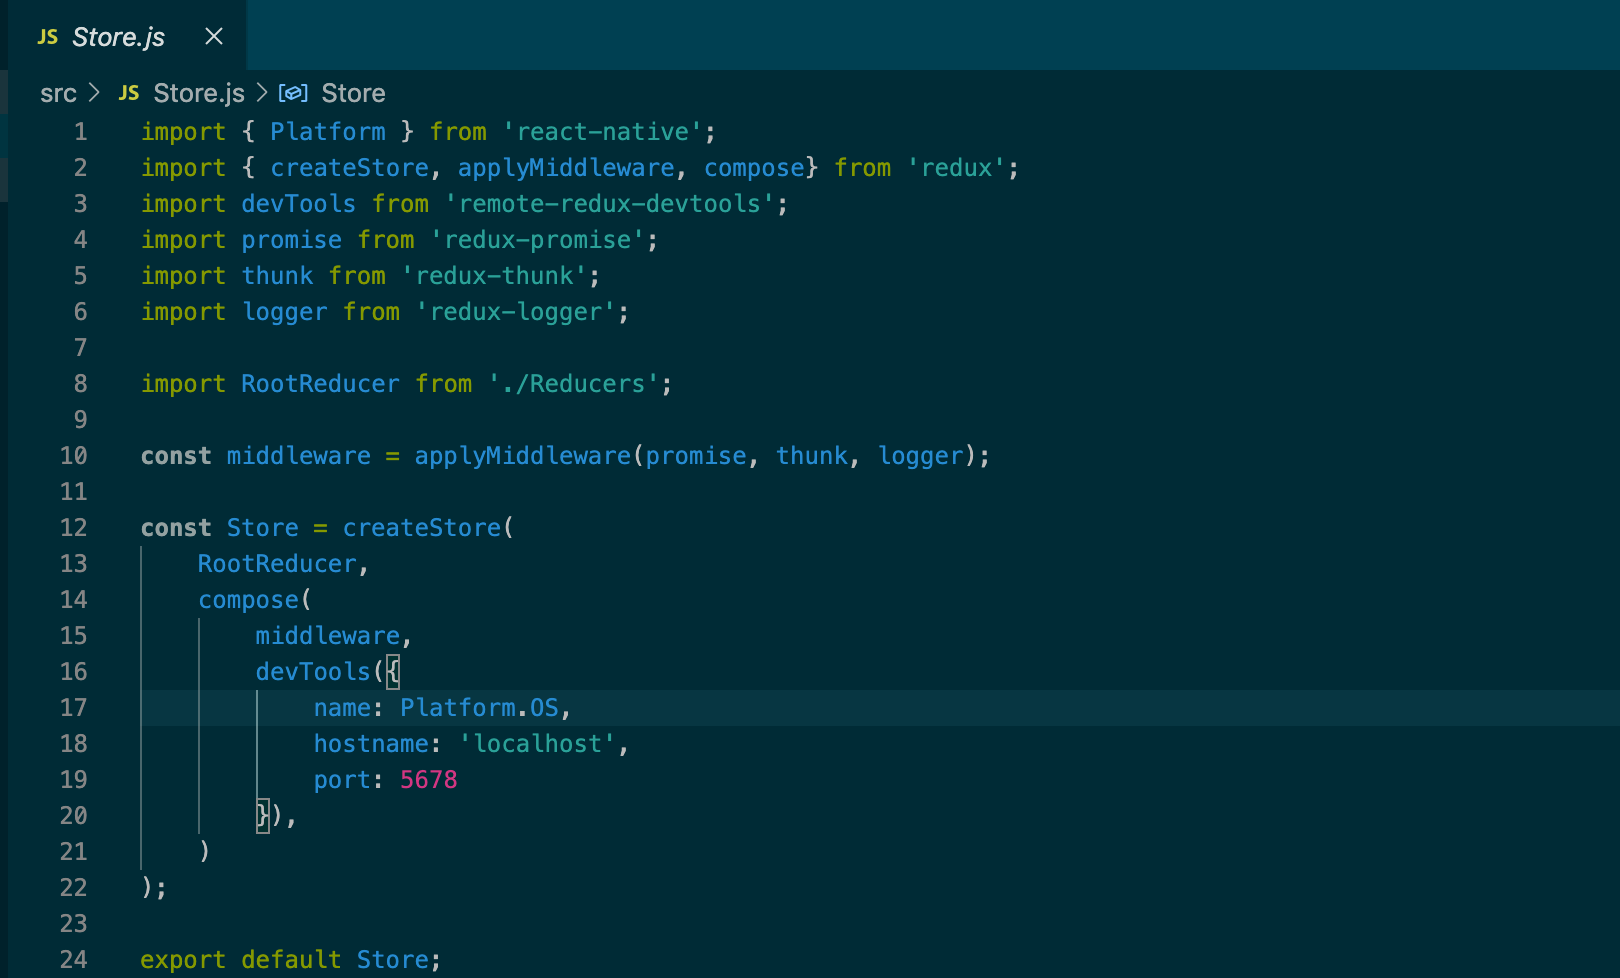 JS Store.js ×
src > JS Store.js > Store
1 import { Platform } from 'react-native';
2 import { createStore, applyMiddleware, compose} from 'redux';
3 import devTools from 'remote-redux-devtools';
4 import promise from 'redux-promise';
5 import thunk from 'redux-thunk';
6 import logger from 'redux-logger';
7
8 import RootReducer from './Reducers';
9
10 const middleware = applyMiddleware(promise, thunk, logger);
11
12 const Store = createStore(
13     RootReducer,
14     compose(
15         middleware,
16         devTools({
17             name: Platform.OS,
18             hostname: 'localhost',
19             port: 5678
20         }),
21     )
22 );
23
24 export default Store;